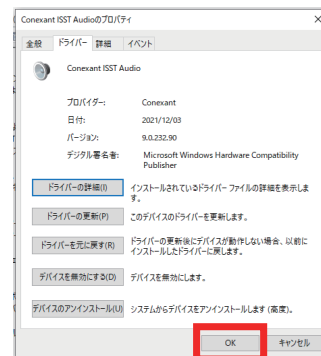 Conexant ISST Audioのプロパティ
全般 ドライバー 詳細 イベント
Conexant ISST Audio
プロバイダー: Conexant
日付: 2021/12/03
バージョン: 9.0.232.90
デジタル署名者: Microsoft Windows Hardware Compatibility
Publisher
ドライバーの詳細(I) インストールされているドライバー ファイルの詳細を表示しま
す。
ドライバーの更新(P) このデバイスのドライバーを更新します。
ドライバーを元に戻す(R) ドライバーの更新後にデバイスが動作しない場合、以前に
インストールしたドライバーに戻します。
デバイスを無効にする(D) デバイスを無効にします。
デバイスのアンインストール(U) システムからデバイスをアンインストールします (高度)。
OK キャンセル